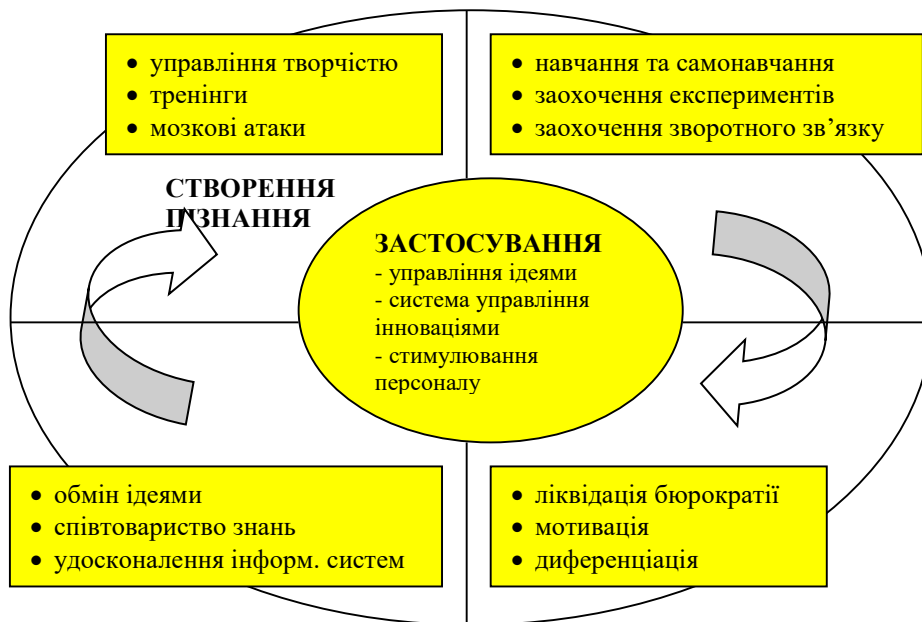 • управління творчістю
• тренінги
• мозкові атаки
• навчання та самонавчання
• заохочення експериментів
• заохочення зворотного зв’язку
СТВОРЕННЯ
ПІЗНАННЯ
ЗАСТОСУВАННЯ
- управління ідеями
- система управління
інноваціями
- стимулювання
персоналу
• обмін ідеями
• співтовариство знань
• удосконалення інформ. систем
• ліквідація бюрократії
• мотивація
• диференціація